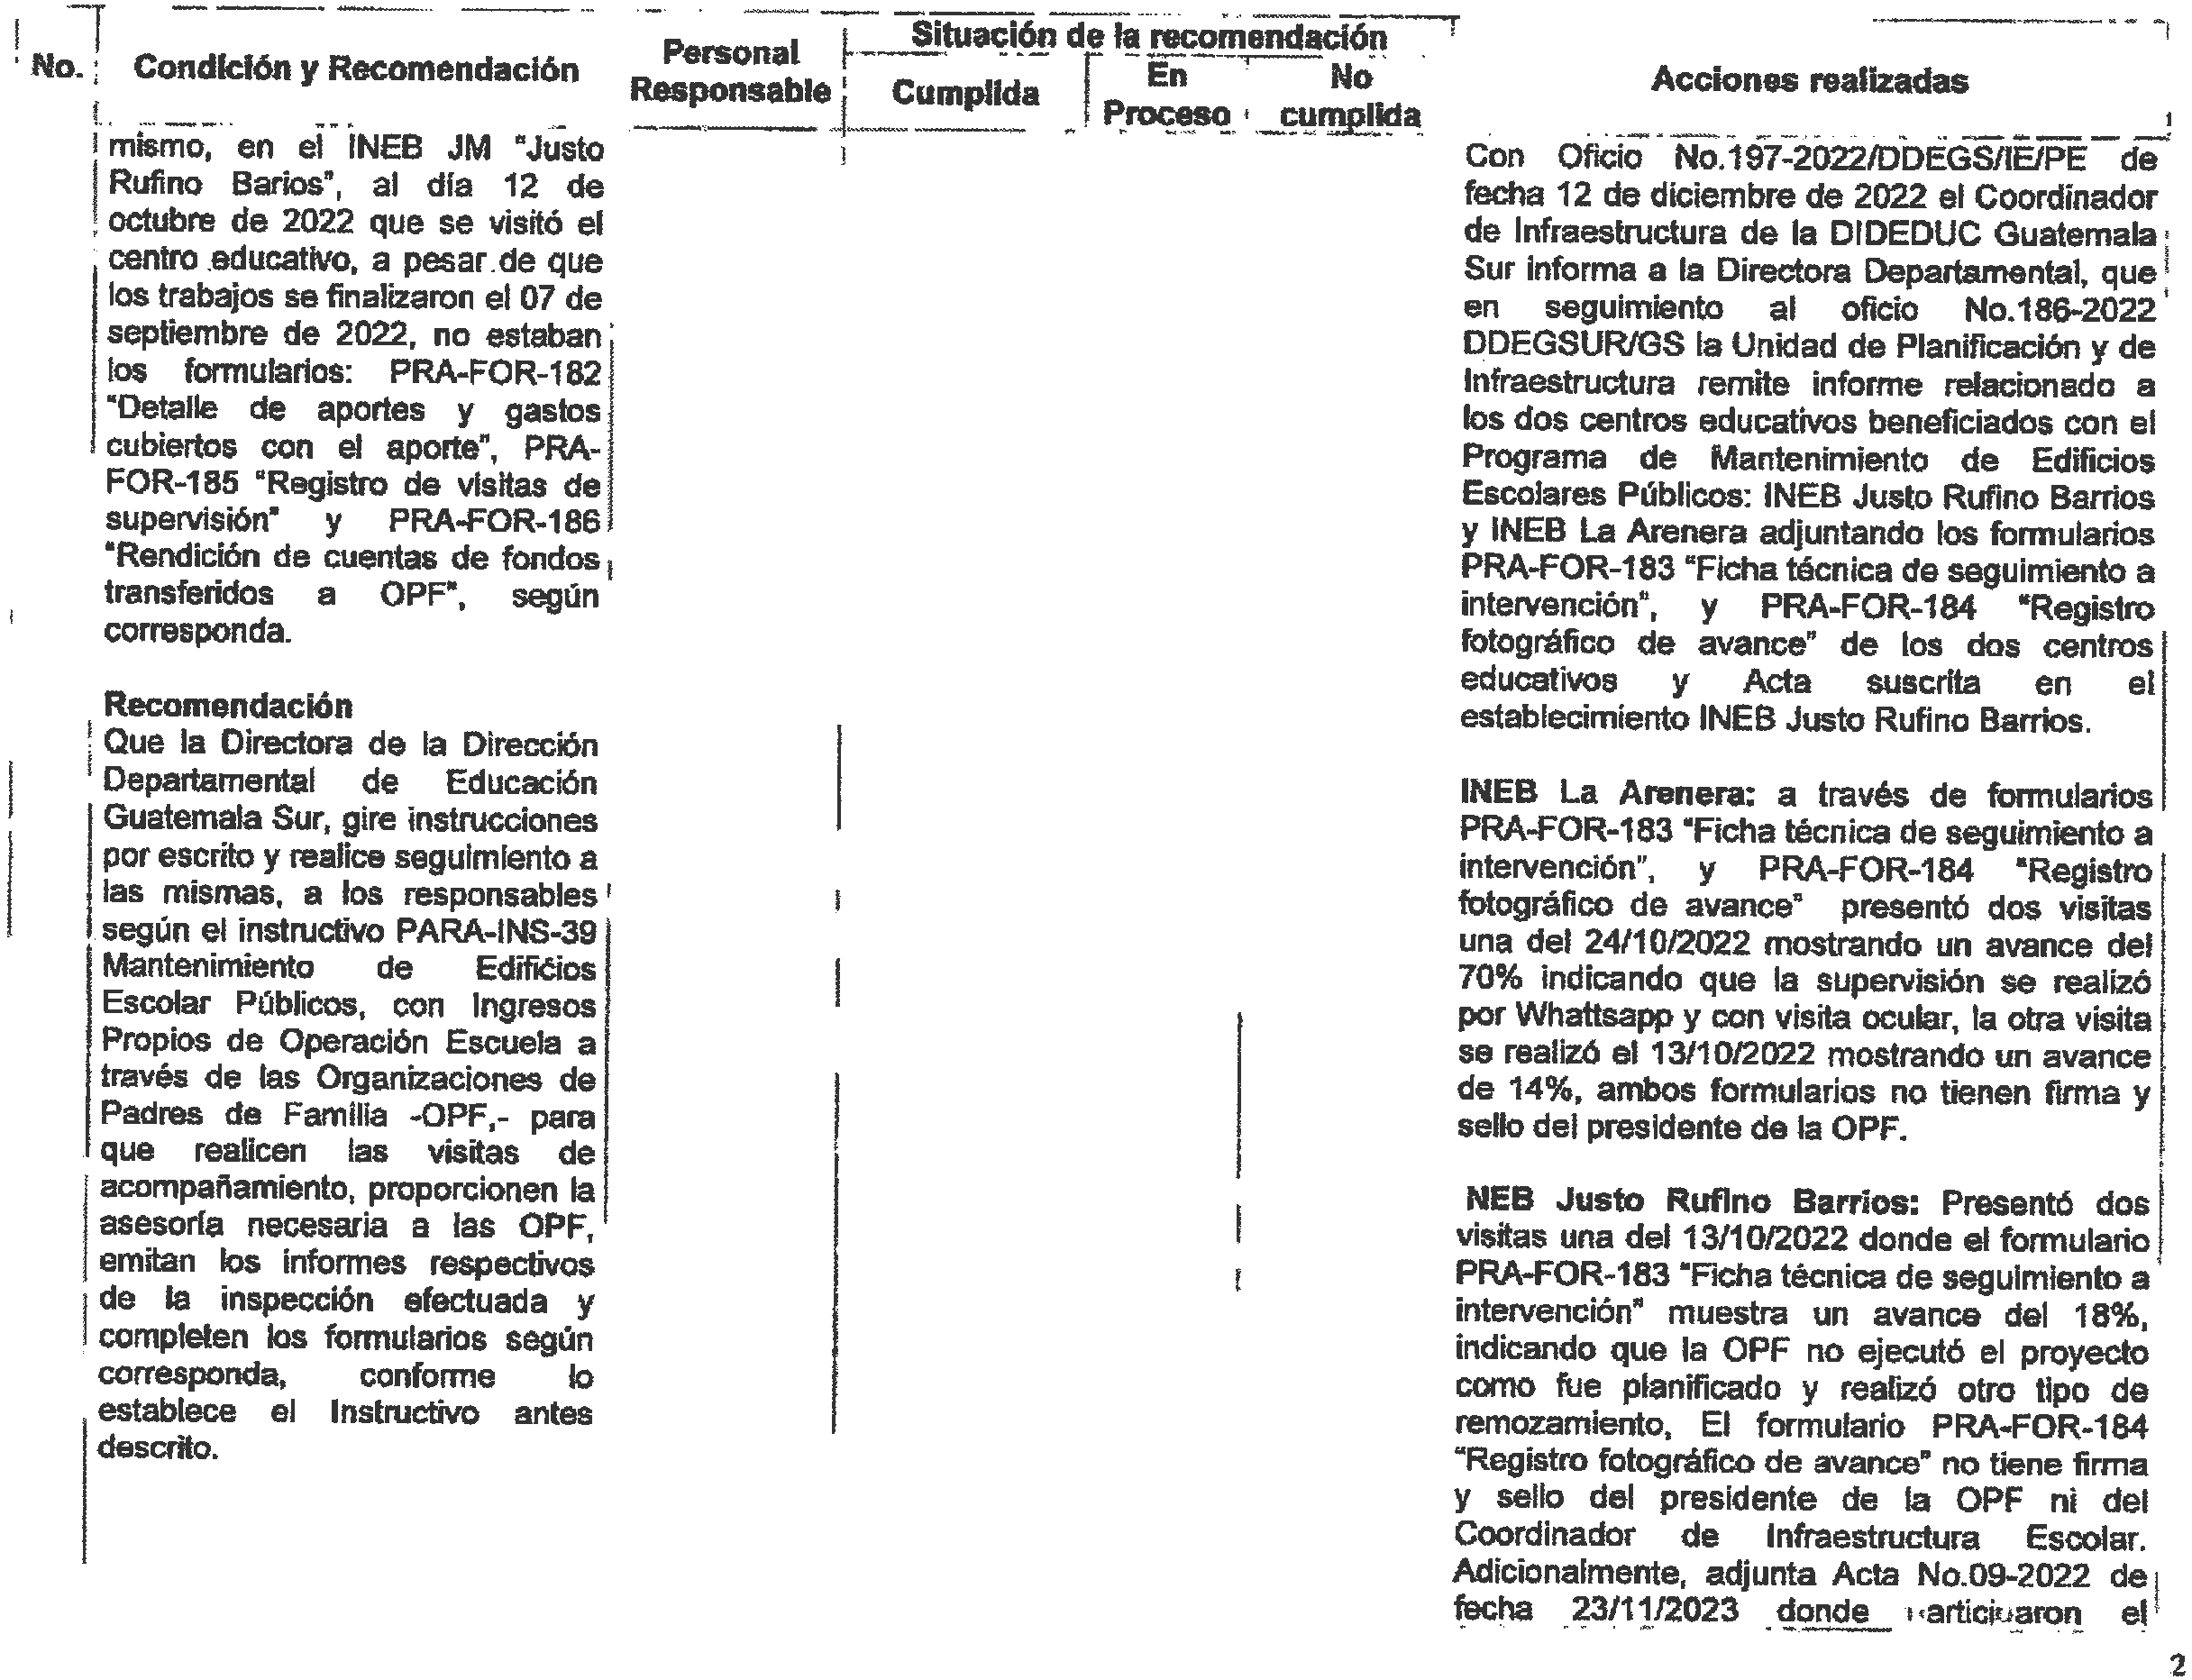 No.
Condición y Recomendación
Personal
Responsable
Situación de la recomendación
Cumplida
En
Proceso
No
cumplida
Acciones realizadas
mismo, en el INEB JM "Justo
Rufino Barios", al día 12 de
octubre de 2022 que se visitó el
centro educativo, a pesar de que
los trabajos se finalizaron el 07 de
septiembre de 2022, no estaban
los formularios: PRA-FOR-182
"Detalle de aportes y gastos
cubiertos con el aporte", PRA-
FOR-185 "Registro de visitas de
supervisión" y PRA-FOR-186
"Rendición de cuentas de fondos
transferidos a OPF", según
corresponda.
Recomendación
Que la Directora de la Dirección
Departamental de Educación
Guatemala Sur, gire instrucciones
por escrito y realice seguimiento a
las mismas, a los responsables
según el instructivo PARA-INS-39
Mantenimiento de Edificios
Escolar Públicos, con Ingresos
Propios de Operación Escuela a
través de las Organizaciones de
Padres de Familia -OPF,- para
que realicen las visitas de
acompañamiento, proporcionen la
asesoría necesaria a las OPF,
emitan los informes respectivos
de la inspección efectuada y
completen los formularios según
corresponda, conforme lo
establece el Instructivo antes
descrito.
Con Oficio No.197-2022/DDEGS/IE/PE de
fecha 12 de diciembre de 2022 el Coordinador
de Infraestructura de la DIDEDUC Guatemala
Sur informa a la Directora Departamental, que
en seguimiento al oficio No.186-2022
DDEGSUR/GS la Unidad de Planificación y de
Infraestructura remite informe relacionado a
los dos centros educativos beneficiados con el
Programa de Mantenimiento de Edificios
Escolares Públicos: INEB Justo Rufino Barrios
y INEB La Arenera adjuntando los formularios
PRA-FOR-183 "Ficha técnica de seguimiento a
intervención", y PRA-FOR-184 "Registro
fotográfico de avance" de los dos centros
educativos y Acta suscrita en el
establecimiento INEB Justo Rufino Barrios.
INEB La Arenera: a través de formularios
PRA-FOR-183 "Ficha técnica de seguimiento a
intervención", y PRA-FOR-184 "Registro
fotográfico de avance" presentó dos visitas
una del 24/10/2022 mostrando un avance del
70% indicando que la supervisión se realizó
por Whattsapp y con visita ocular, la otra visita
se realizó el 13/10/2022 mostrando un avance
de 14%, ambos formularios no tienen firma y
sello del presidente de la OPF.
NEB Justo Rufino Barrios: Presentó dos
visitas una del 13/10/2022 donde el formulario
PRA-FOR-183 "Ficha técnica de seguimiento a
intervención" muestra un avance del 18%,
indicando que la OPF no ejecutó el proyecto
como fue planificado y realizó otro tipo de
remozamiento, El formulario PRA-FOR-184
"Registro fotográfico de avance" no tiene firma
y sello del presidente de la OPF ni del
Coordinador de Infraestructura Escolar.
Adicionalmente, adjunta Acta No.09-2022 de
fecha 23/11/2023 donde el
2